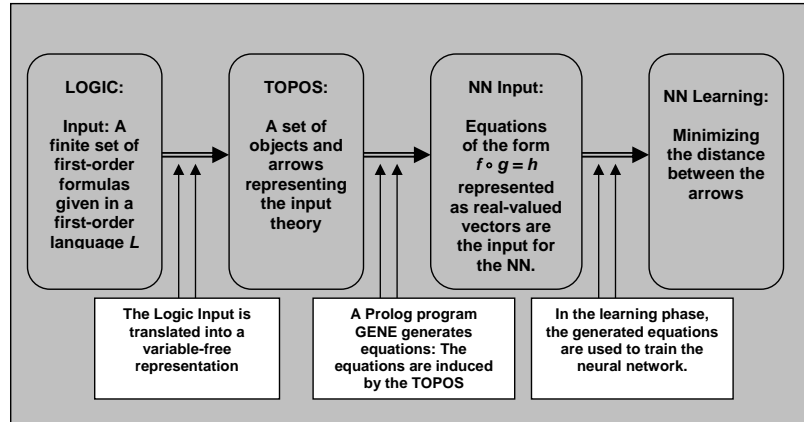 LOGIC:
Input: A
finite set of
first-order
formulas
given in a
first-order
language L
TOPOS:
A set of
objects and
arrows
representing
the input
theory
NN Input:
Equations
of the form
f ∘ g = h
represented
as real-valued
vectors are
the input for
the NN.
NN Learning:
Minimizing
the distance
between the
arrows
The Logic Input is
translated into a
variable-free
representation
A Prolog program
GENE generates
equations: The
equations are induced
by the TOPOS
In the learning phase,
the generated equations
are used to train the
neural network.